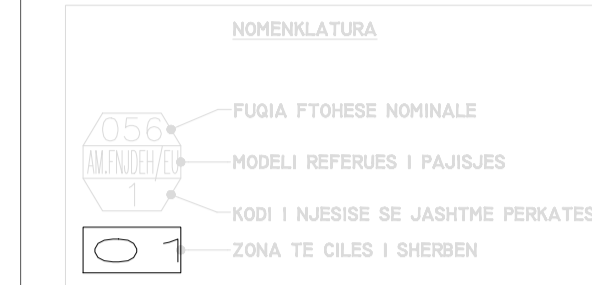 NOMENKLATURA
056
FUQIA FTOHESE NOMINALE
AM.FNJDEH/EU
MODELI REFERUES I PAJISJES
1
KODI I NJESISE SE JASHTME PERKATES
0 1
ZONA TE CILES I SHERBEN